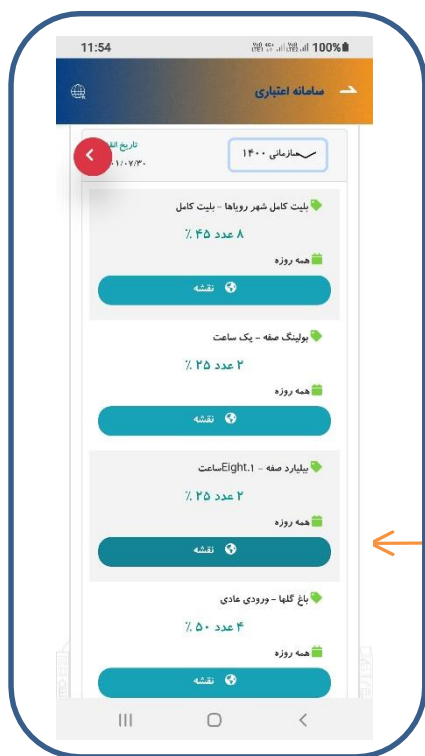 11:54
100%
سامانه اعتباری
تاریخ
سازمانی ۱۴۰۰
۰۱/۰۷/۳۰
بلیت کامل شهر رویاها - بلیت کامل
۸ عدد ۴۵ ٪
همه روزه
نقشه
بولینگ صفه - یک ساعت
۲ عدد ۲۵ ٪
همه روزه
نقشه
بیلیارد صفه - Eight.۱ساعت
۲ عدد ۲۵ ٪
همه روزه
نقشه
باغ گلها - ورودی عادی
۴ عدد ۵۰ ٪
همه روزه
نقشه